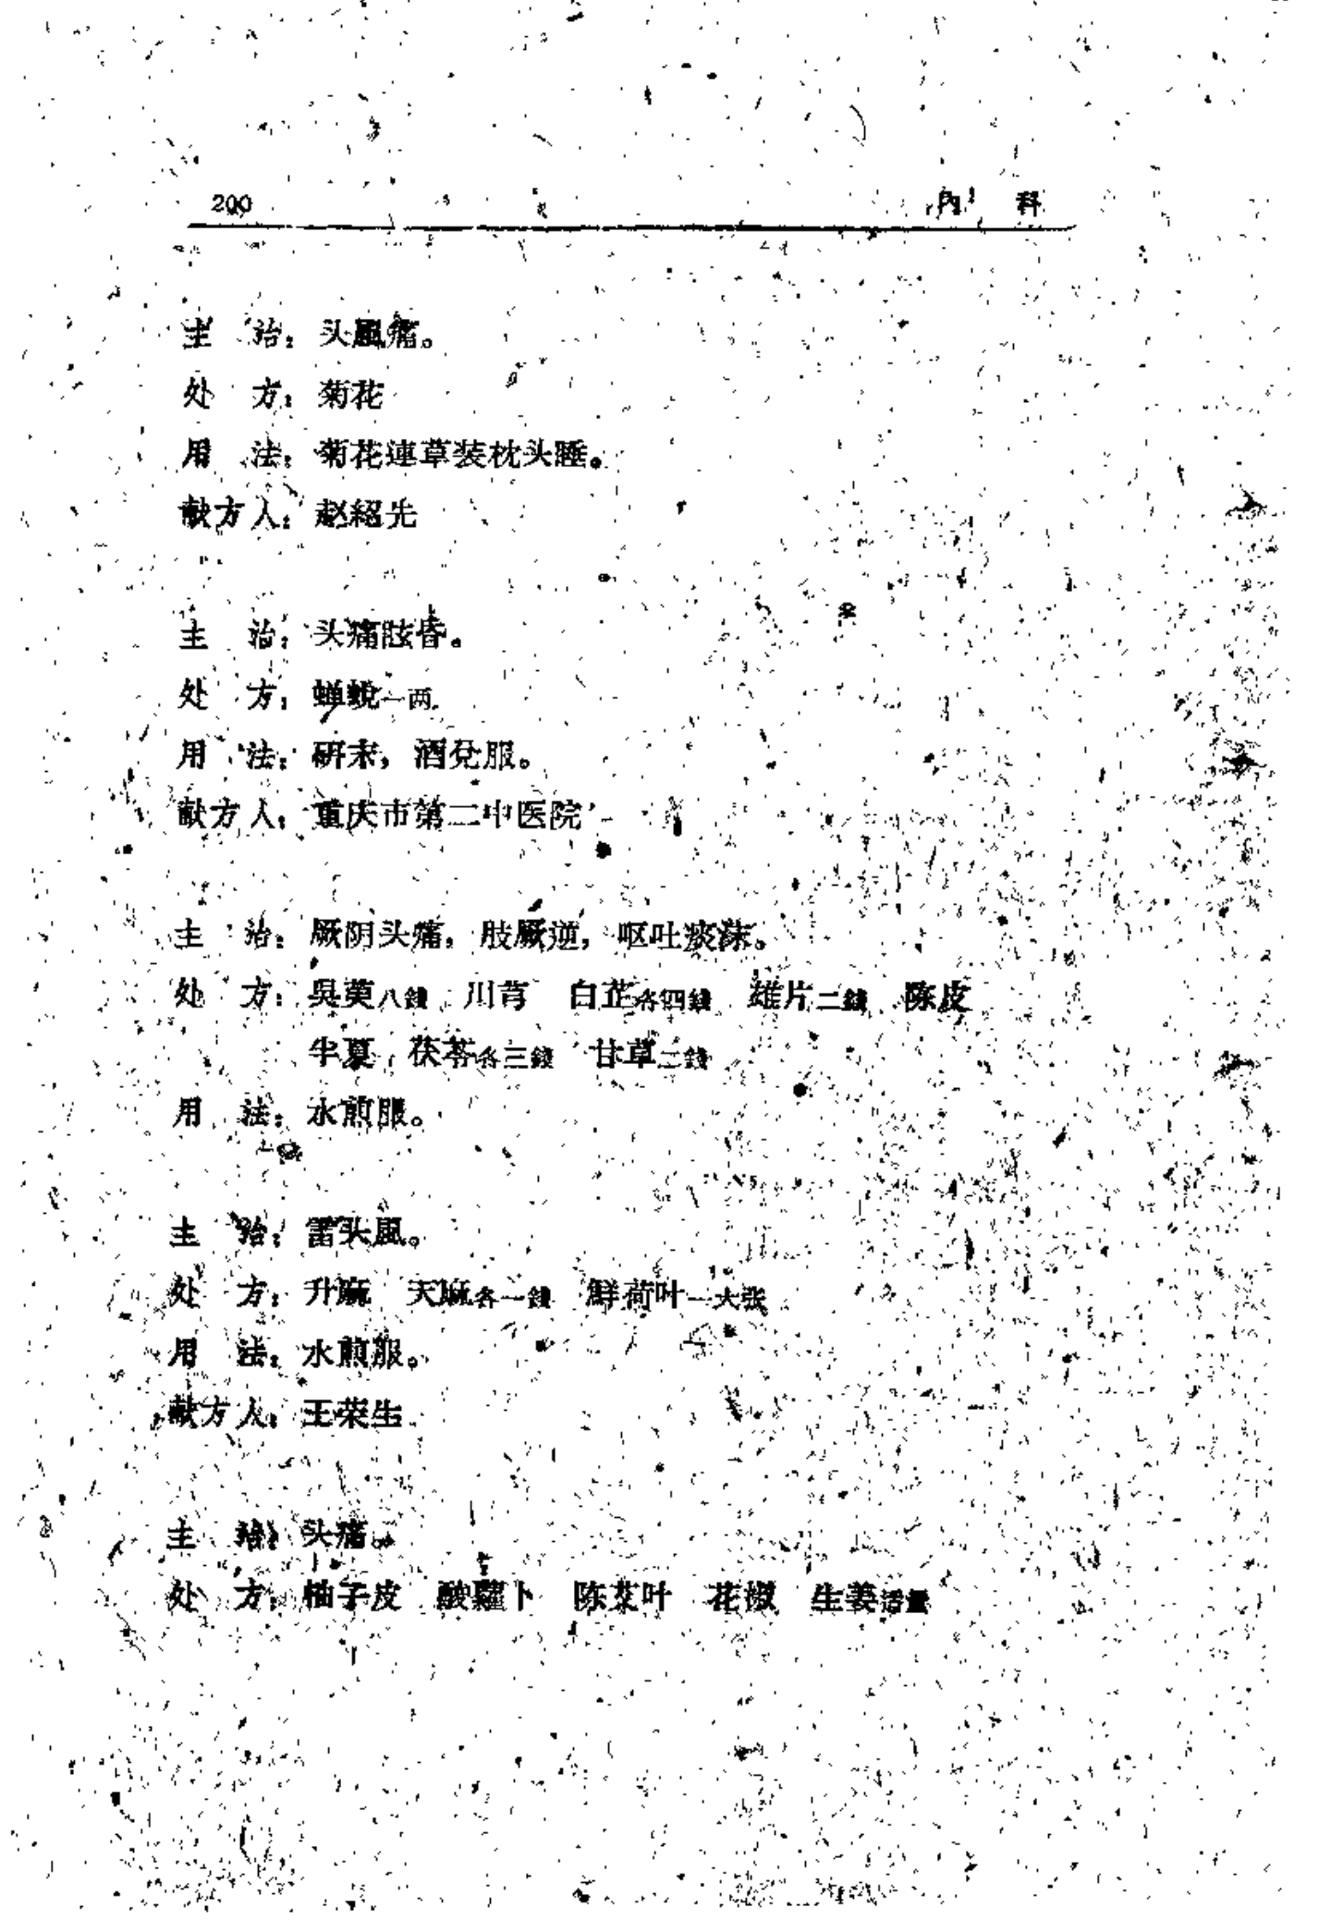 200 内 科
主 治：头風痛。
处 方：菊花
用 法：菊花連草装枕头睡。
献方人：赵紹先
主 治：头痛眩昏。
处 方：蝉蛻一两
用 法：研末，酒兌服。
献方人：重庆市第二中医院
主 治：厥阴头痛，肢厥逆，呕吐痰沫。
处 方：吳萸八錢 川芎 白芷各四錢 雄片二錢 陈皮
半夏 茯苓各三錢 甘草二錢
用 法：水煎服。
主 治：雷头風。
处 方：升麻 天麻各一錢 鮮荷叶一大张
用 法：水煎服。
献方人：王荣生
主 治：头痛。
处 方：柚子皮 酸蘿卜 陈艾叶 花椒 生姜适量